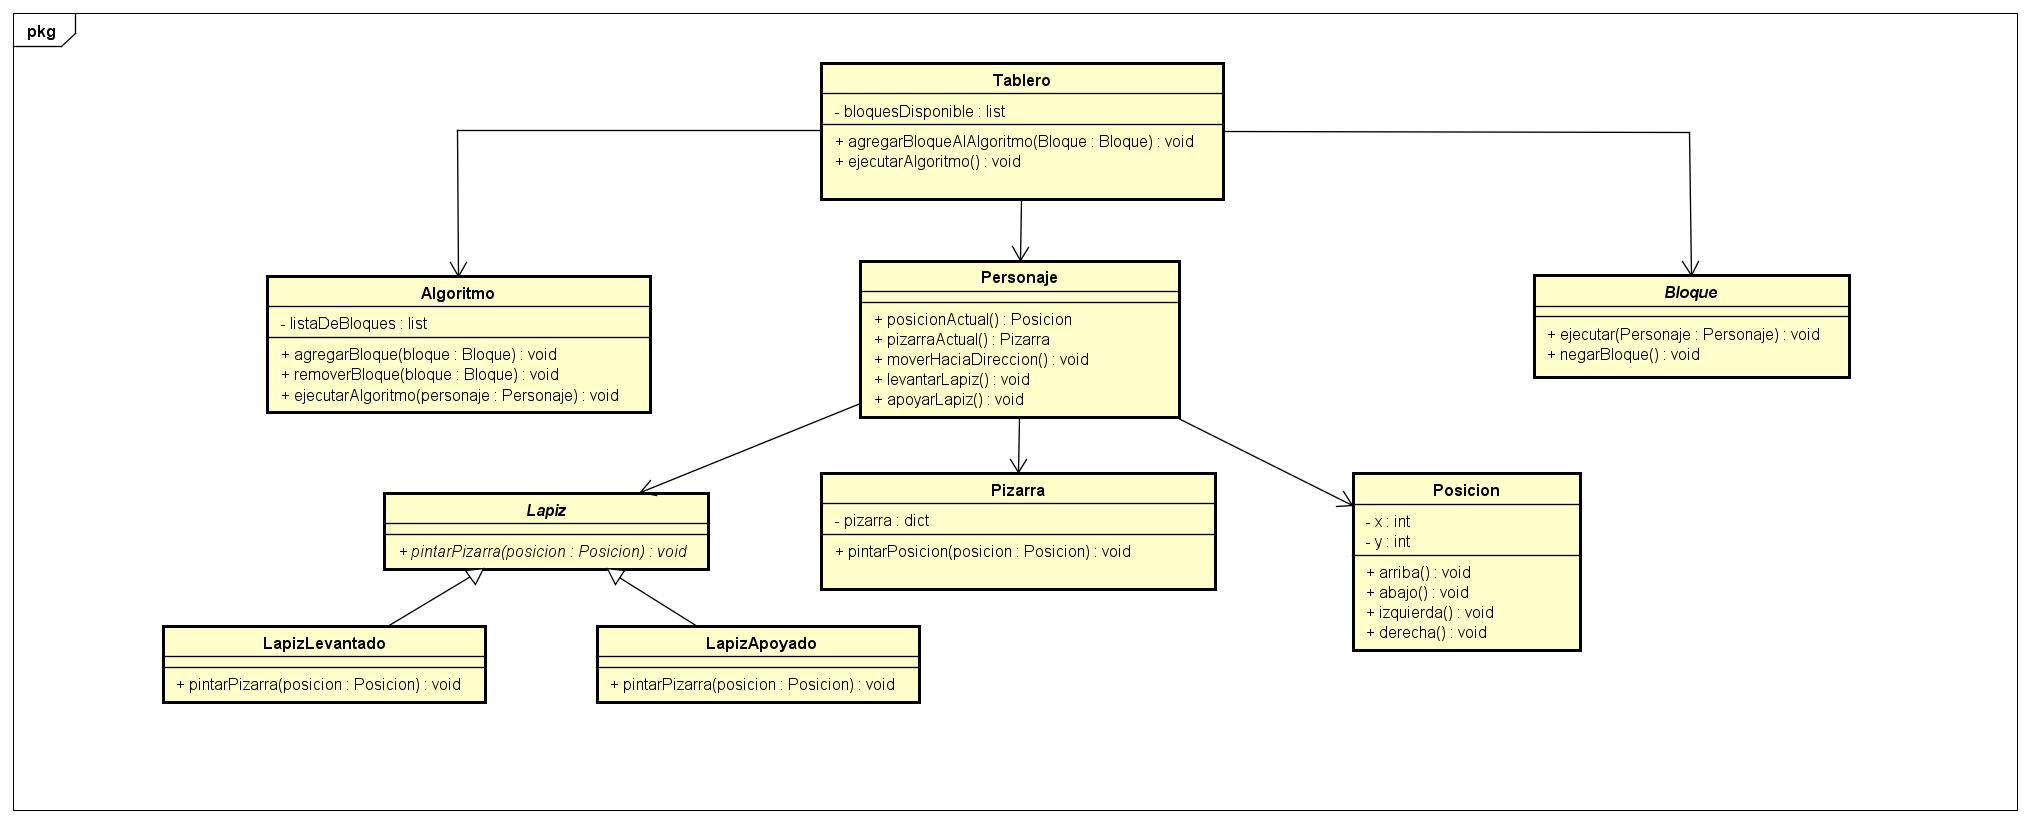 pkg
Tablero
- bloquesDisponible : list
+ agregarBloqueAlAlgoritmo(Bloque : Bloque) : void
+ ejecutarAlgoritmo() : void
Algoritmo
- listaDeBloques : list
+ agregarBloque(bloque : Bloque) : void
+ removerBloque(bloque : Bloque) : void
+ ejecutarAlgoritmo(personaje : Personaje) : void
Personaje
+ posicionActual() : Posicion
+ pizarraActual() : Pizarra
+ moverHaciaDireccion() : void
+ levantarLapiz() : void
+ apoyarLapiz() : void
Bloque
+ ejecutar(Personaje : Personaje) : void
+ negarBloque() : void
Lapiz
+ pintarPizarra(posicion : Posicion) : void
Pizarra
- pizarra : dict
+ pintarPosicion(posicion : Posicion) : void
Posicion
- x : int
- y : int
+ arriba() : void
+ abajo() : void
+ izquierda() : void
+ derecha() : void
LapizLevantado
+ pintarPizarra(posicion : Posicion) : void
LapizApoyado
+ pintarPizarra(posicion : Posicion) : void